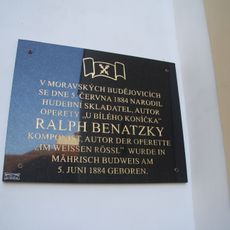 V MORAVSKÝCH BUDĚJOVICÍCH
SE DNE 5. ČERVNA 1884 NARODIL
HUDEBNÍ SKLADATEL, AUTOR
OPERETY „U BÍLÉHO KONÍČKA"
RALPH BENATZKY
KOMPONIST, AUTOR DER OPERETTE
„IM WEISSEN RÖSSL" WURDE IN
MÄHRISCH BUDWEIS AM
5. JUNI 1884 GEBOREN.